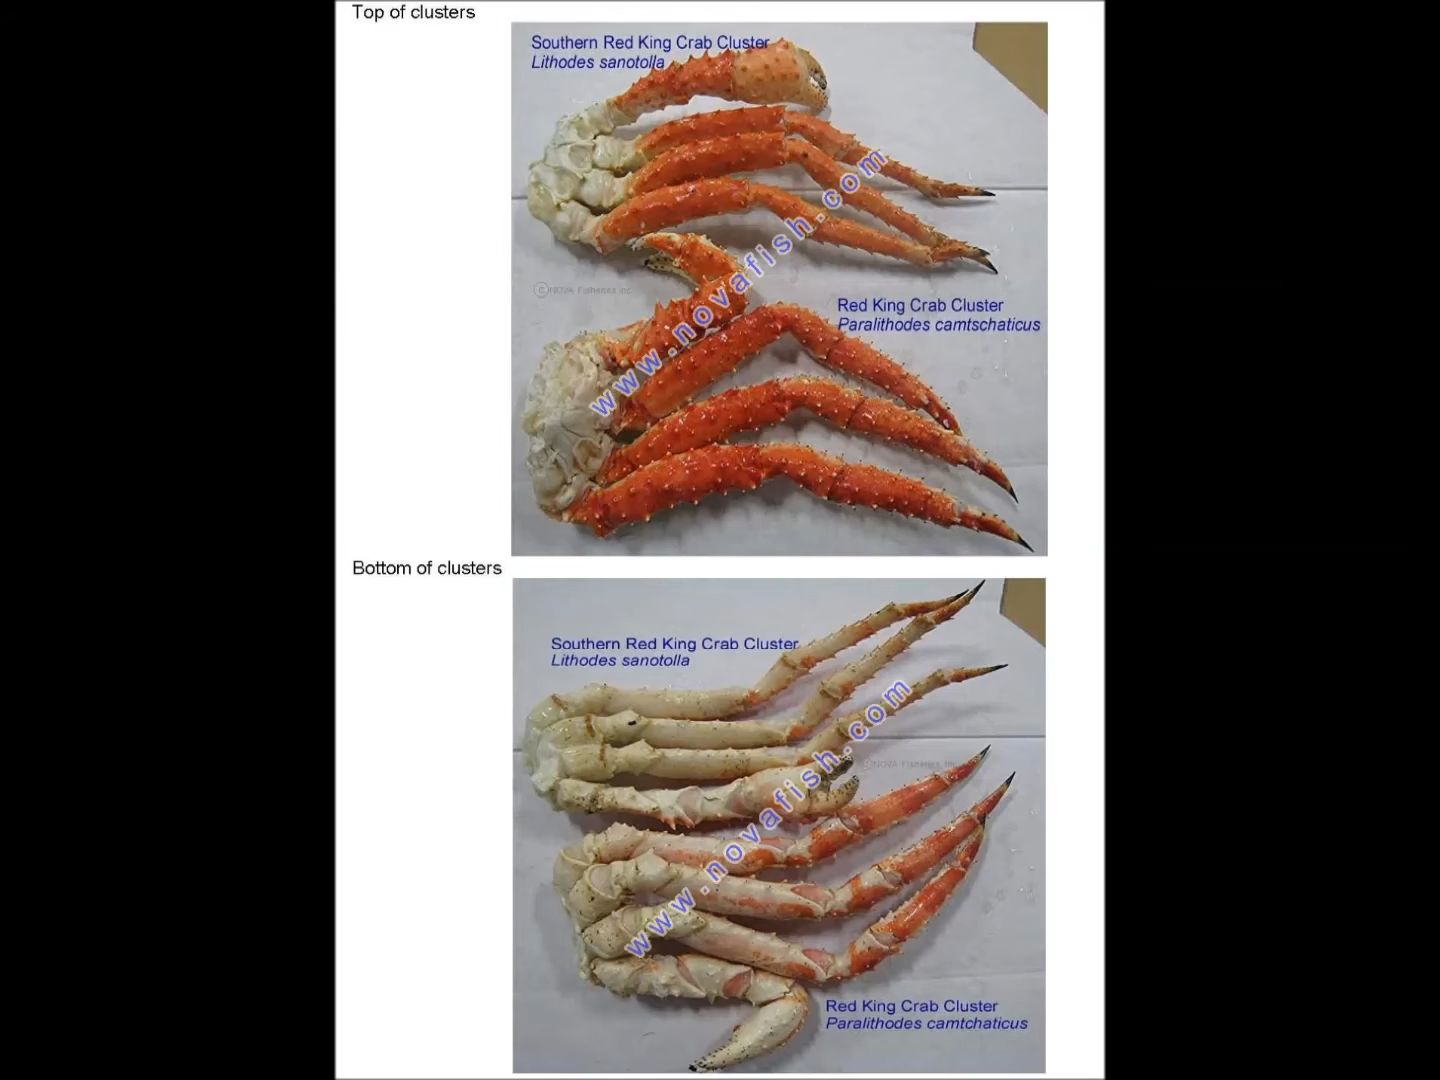 Top of clusters
Southern Red King Crab Cluster
Lithodes sanotolla
www.novafish.com
©NOVA Fisheries Inc
Red King Crab Cluster
Paralithodes camtschaticus
Bottom of clusters
Southern Red King Crab Cluster
Lithodes sanotolla
www.novafish.com
©NOVA Fisheries Inc
Red King Crab Cluster
Paralithodes camtchaticus